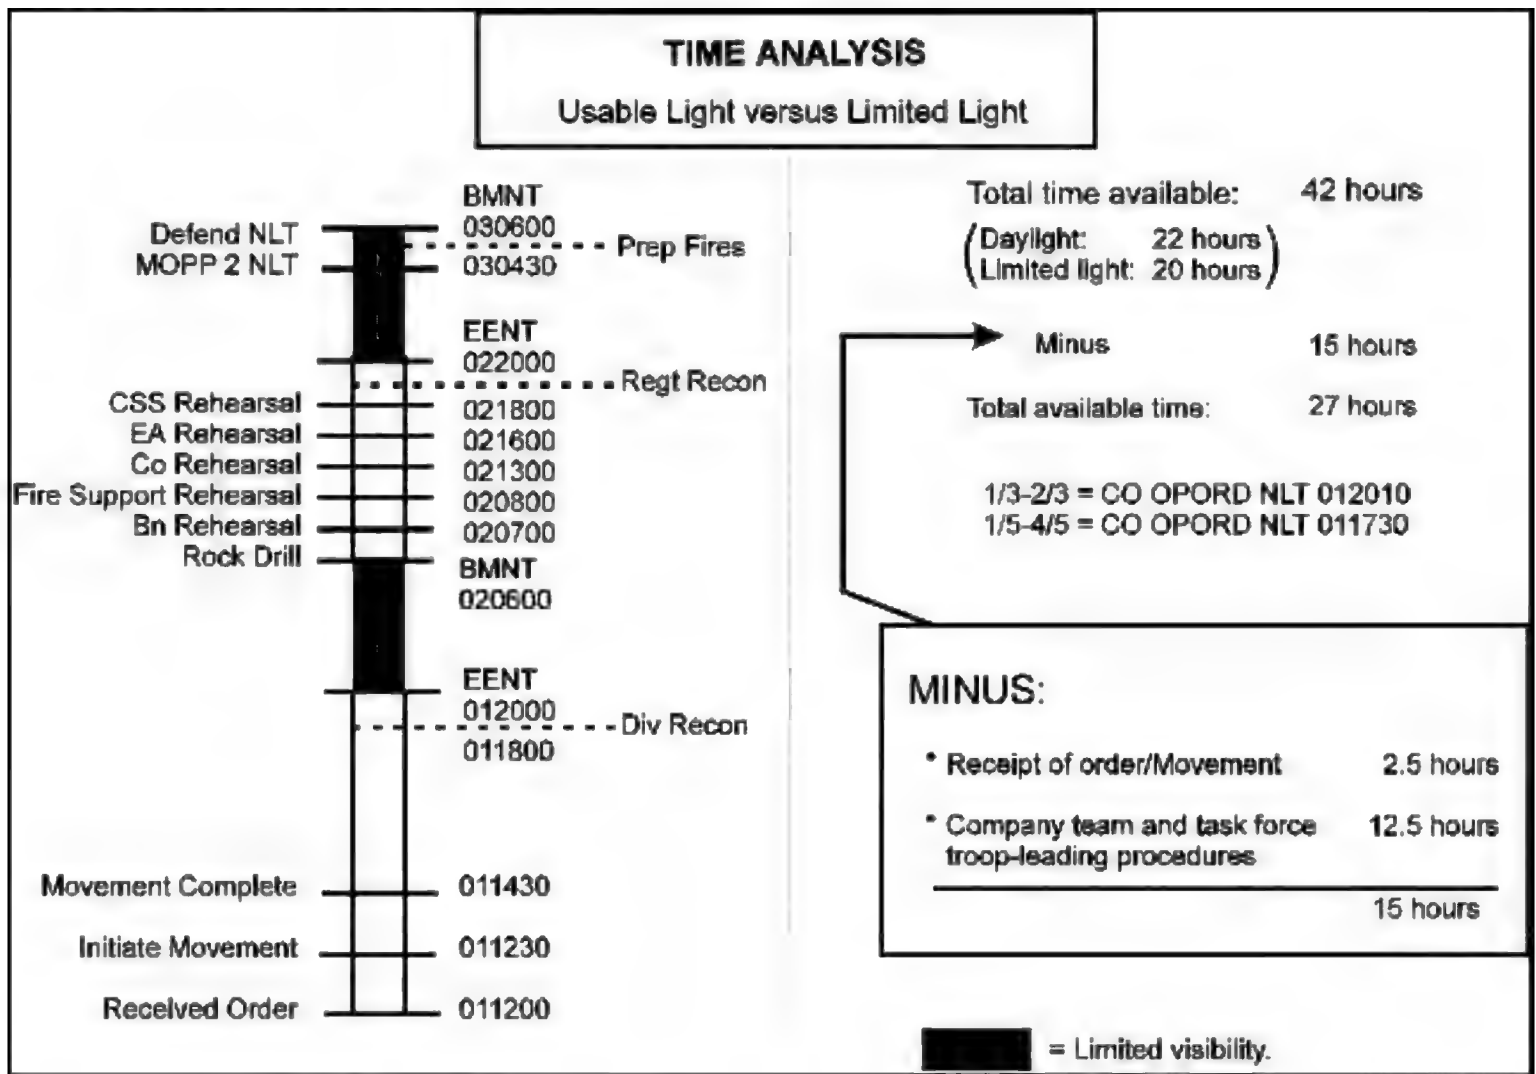 TIME ANALYSIS
Usable Light versus Limited Light
BMNT
Defend NLT 030600
Prep Fires
MOPP 2 NLT 030430
EENT
022000
Regt Recon
CSS Rehearsal 021800
EA Rehearsal 021600
Co Rehearsal 021300
Fire Support Rehearsal 020800
Bn Rehearsal 020700
Rock Drill BMNT
020600
EENT
012000
Div Recon
011800
Movement Complete 011430
Initiate Movement 011230
Received Order 011200
Total time available: 42 hours
(Daylight: 22 hours
Limited light: 20 hours)
Minus 15 hours
Total available time: 27 hours
1/3-2/3 = CO OPORD NLT 012010
1/5-4/5 = CO OPORD NLT 011730
MINUS:
* Receipt of order/Movement 2.5 hours
* Company team and task force 12.5 hours
troop-leading procedures
15 hours
= Limited visibility.